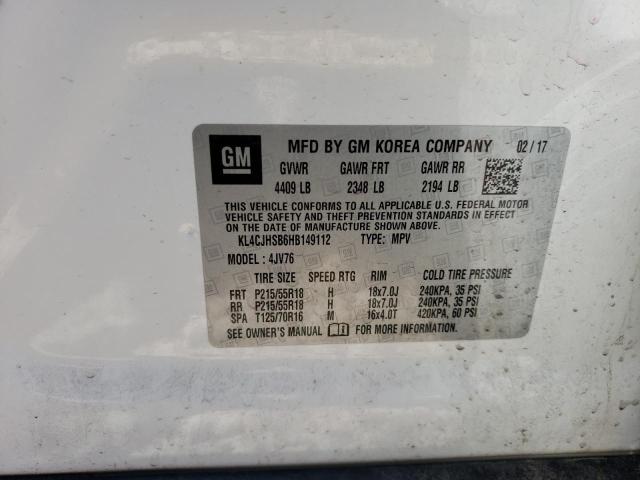 GM
MFD BY GM KOREA COMPANY 02/17
GVWR GAWR FRT GAWR RR
4409 LB 2348 LB 2194 LB
THIS VEHICLE CONFORMS TO ALL APPLICABLE U.S. FEDERAL MOTOR
VEHICLE SAFETY AND THEFT PREVENTION STANDARDS IN EFFECT ON
THE DATE OF MANUFACTURE SHOWN ABOVE.
KL4CJHSB6HB149112 TYPE: MPV
MODEL: 4JV76
TIRE SIZE SPEED RTG RIM COLD TIRE PRESSURE
FRT P215/55R18 H 18x7.0J 240KPA, 35 PSI
RR P215/55R18 H 18x7.0J 240KPA, 35 PSI
SPA T125/70R16 M 16x4.0T 420KPA, 60 PSI
SEE OWNER'S MANUAL FOR MORE INFORMATION.